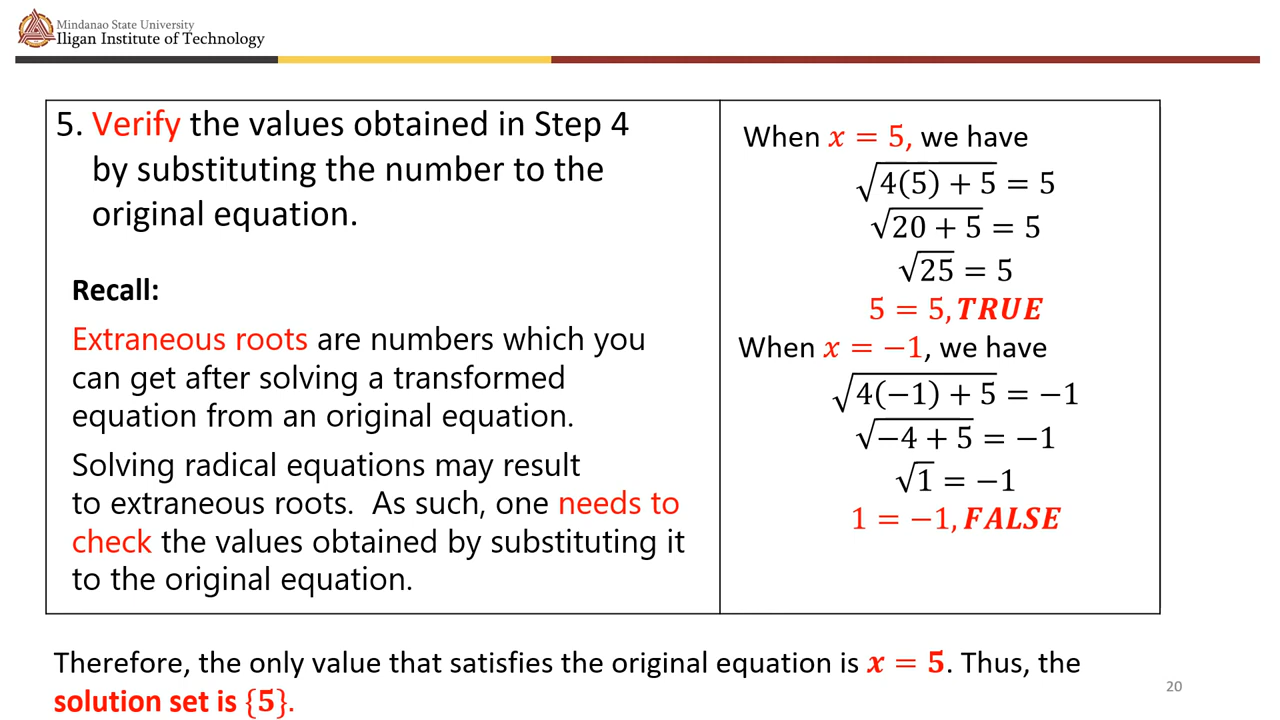 Mindanao State University
Iligan Institute of Technology
5. Verify the values obtained in Step 4
by substituting the number to the
original equation.
Recall:
Extraneous roots are numbers which you
can get after solving a transformed
equation from an original equation.
Solving radical equations may result
to extraneous roots. As such, one needs to
check the values obtained by substituting it
to the original equation.
When x = 5, we have
√(4(5) + 5) = 5
√(20 + 5) = 5
√25 = 5
5 = 5, TRUE
When x = −1, we have
√(4(−1) + 5) = −1
√(−4 + 5) = −1
√1 = −1
1 = −1, FALSE
Therefore, the only value that satisfies the original equation is x = 5. Thus, the
solution set is {5}.
20